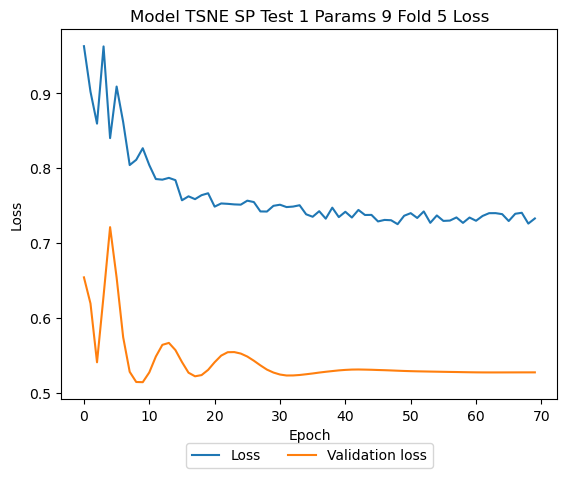 Model TSNE SP Test 1 Params 9 Fold 5 Loss
0.9
0.8
0.7
0.6
0.5
Loss
0 10 20 30 40 50 60 70
Epoch
Loss Validation loss